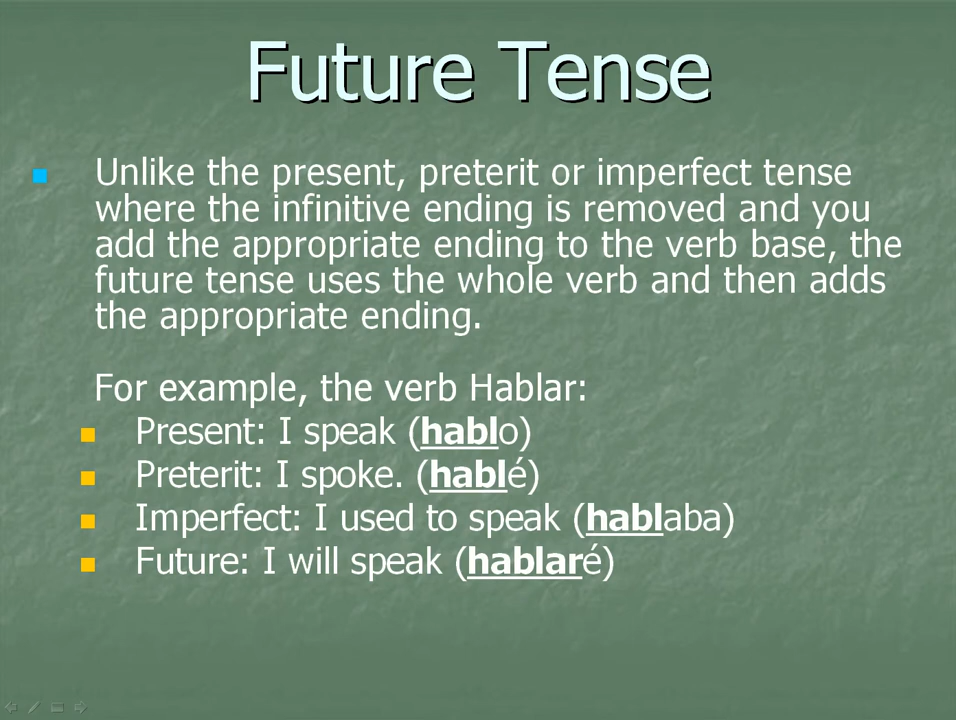 Future Tense
Unlike the present, preterit or imperfect tense
where the infinitive ending is removed and you
add the appropriate ending to the verb base, the
future tense uses the whole verb and then adds
the appropriate ending.
For example, the verb Hablar:
Present: I speak (hablo)
Preterit: I spoke. (hablé)
Imperfect: I used to speak (hablaba)
Future: I will speak (hablaré)